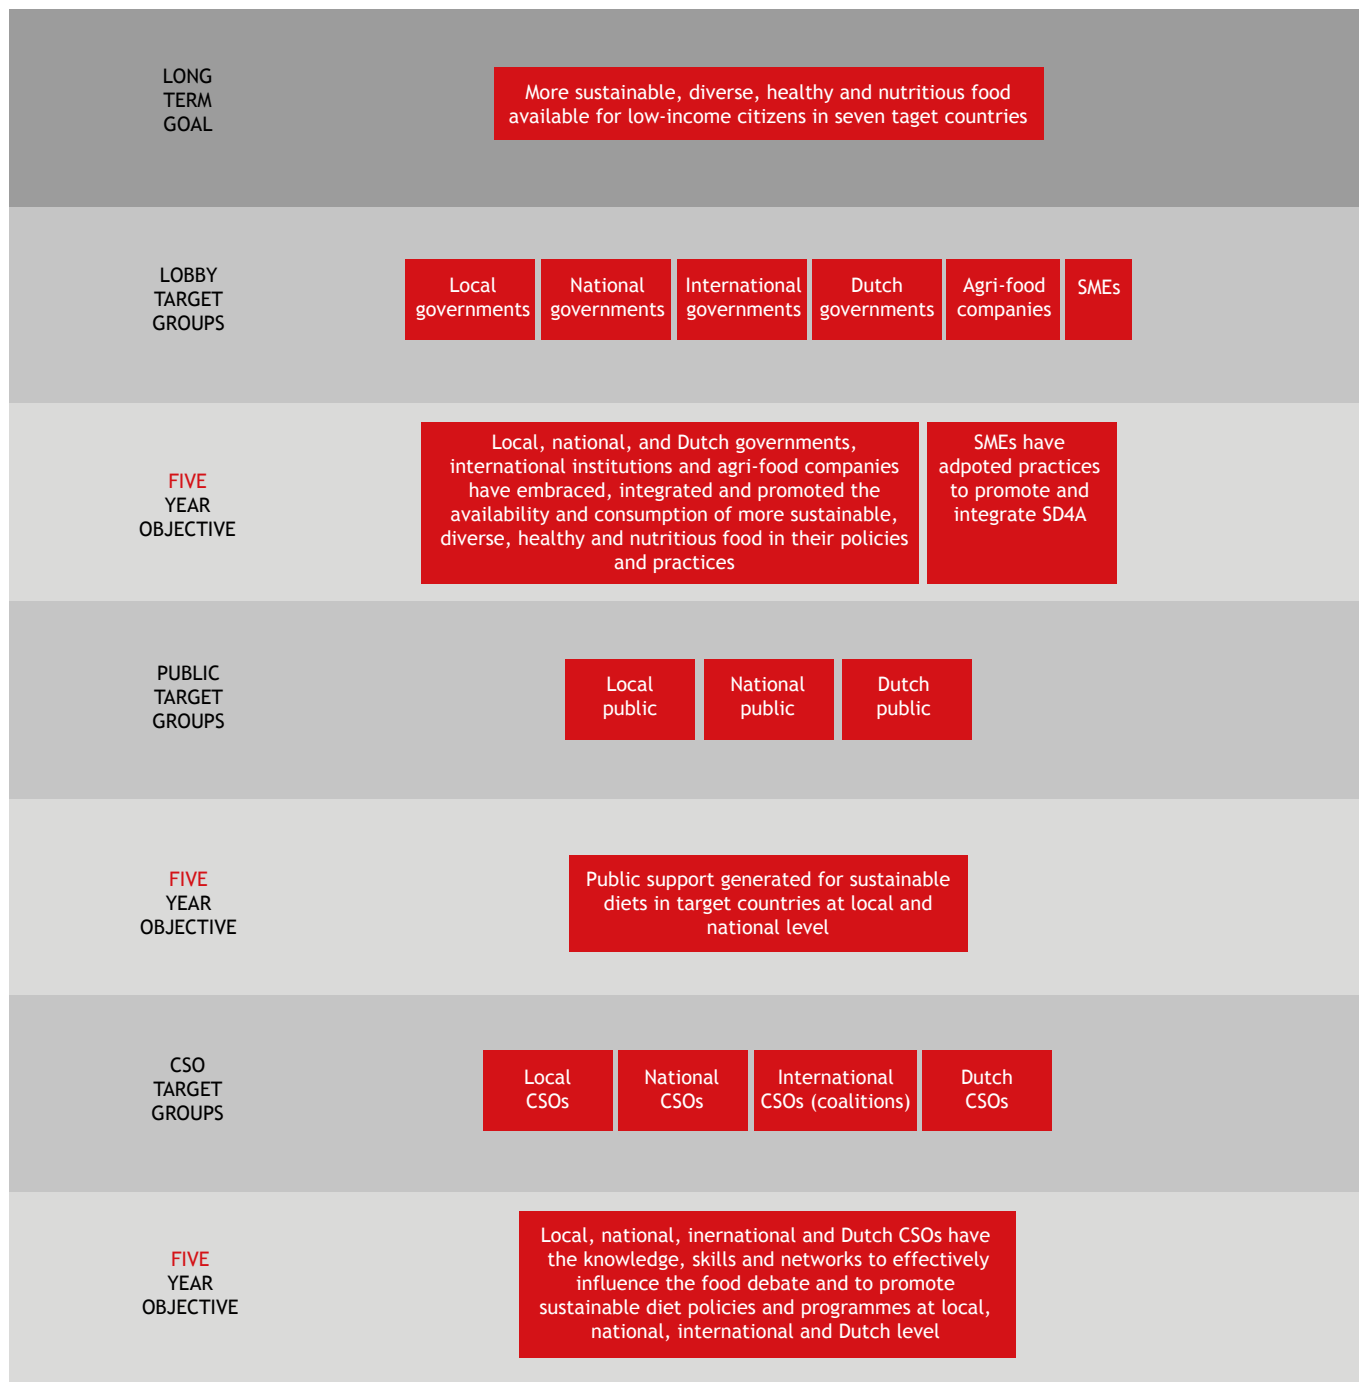 LONG
TERM
GOAL
More sustainable, diverse, healthy and nutritious food
available for low-income citizens in seven taget countries
LOBBY
TARGET
GROUPS
Local
governments
National
governments
International
governments
Dutch
governments
Agri-food
companies
SMEs
FIVE
YEAR
OBJECTIVE
Local, national, and Dutch governments,
international institutions and agri-food companies
have embraced, integrated and promoted the
availability and consumption of more sustainable,
diverse, healthy and nutritious food in their policies
and practices
SMEs have
adpoted practices
to promote and
integrate SD4A
PUBLIC
TARGET
GROUPS
Local
public
National
public
Dutch
public
FIVE
YEAR
OBJECTIVE
Public support generated for sustainable
diets in target countries at local and
national level
CSO
TARGET
GROUPS
Local
CSOs
National
CSOs
International
CSOs (coalitions)
Dutch
CSOs
FIVE
YEAR
OBJECTIVE
Local, national, inernational and Dutch CSOs have
the knowledge, skills and networks to effectively
influence the food debate and to promote
sustainable diet policies and programmes at local,
national, international and Dutch level